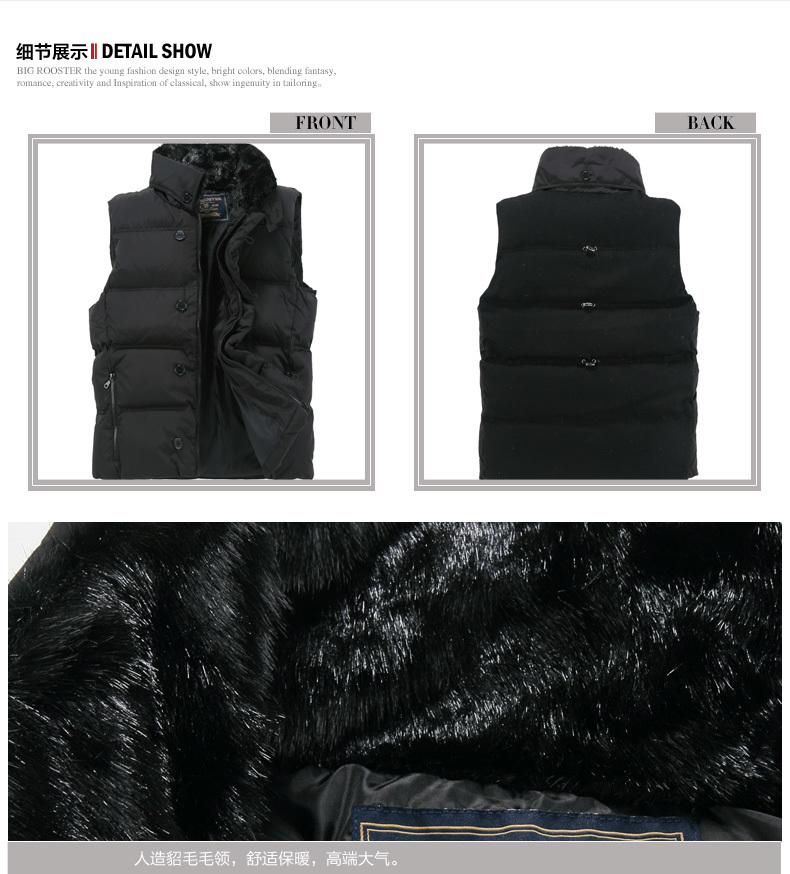 细节展示 DETAIL SHOW
BIG ROOSTER the young fashion design style, bright colors, blending fantasy,
romance, creativity and Inspiration of classical, show ingenuity in tailoring。
FRONT
BACK
人造貂毛毛领，舒适保暖，高端大气。